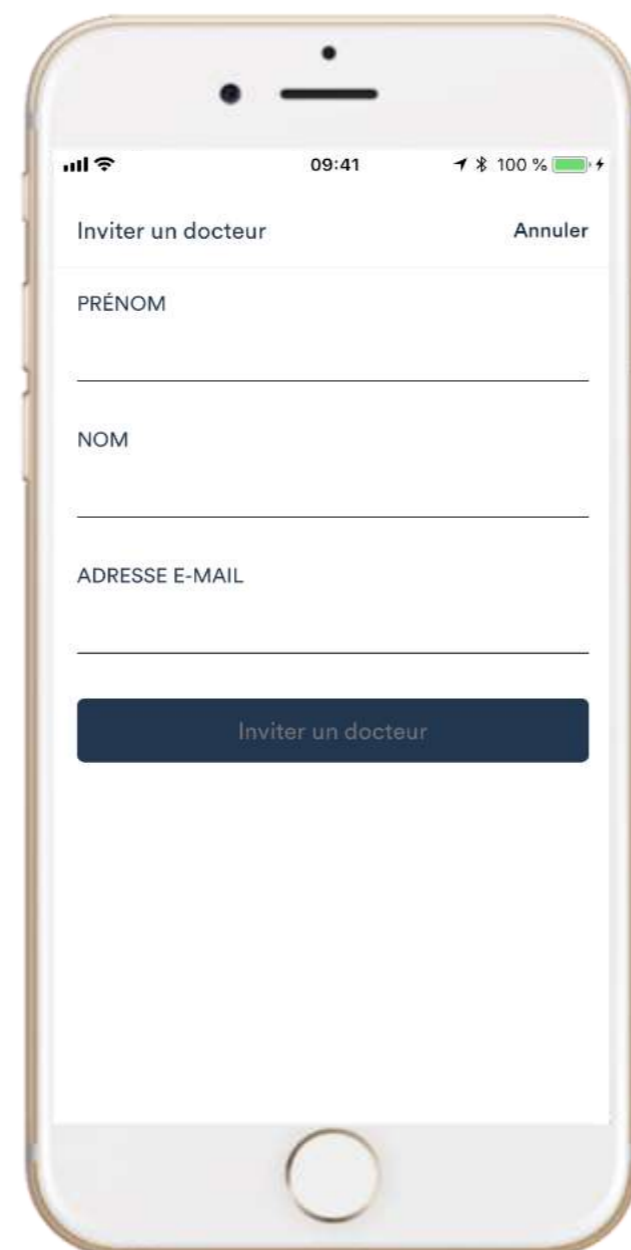 09:41 100 %
Inviter un docteur Annuler
PRÉNOM
NOM
ADRESSE E-MAIL
Inviter un docteur